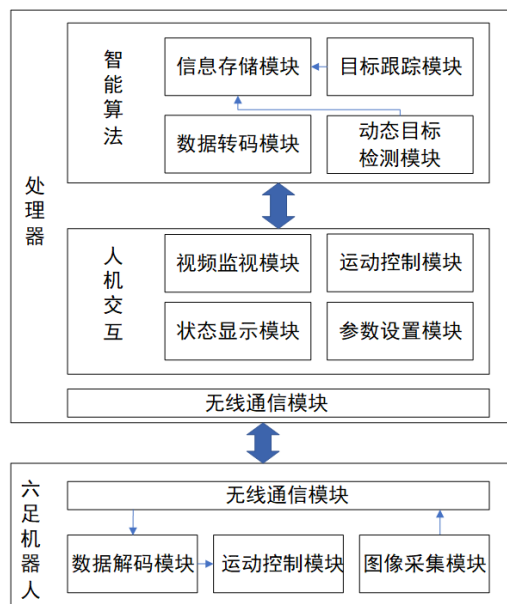 处理器
智能算法
信息存储模块
目标跟踪模块
数据转码模块
动态目标
检测模块
人机交互
视频监视模块
运动控制模块
状态显示模块
参数设置模块
无线通信模块
六足机器人
无线通信模块
数据解码模块
运动控制模块
图像采集模块